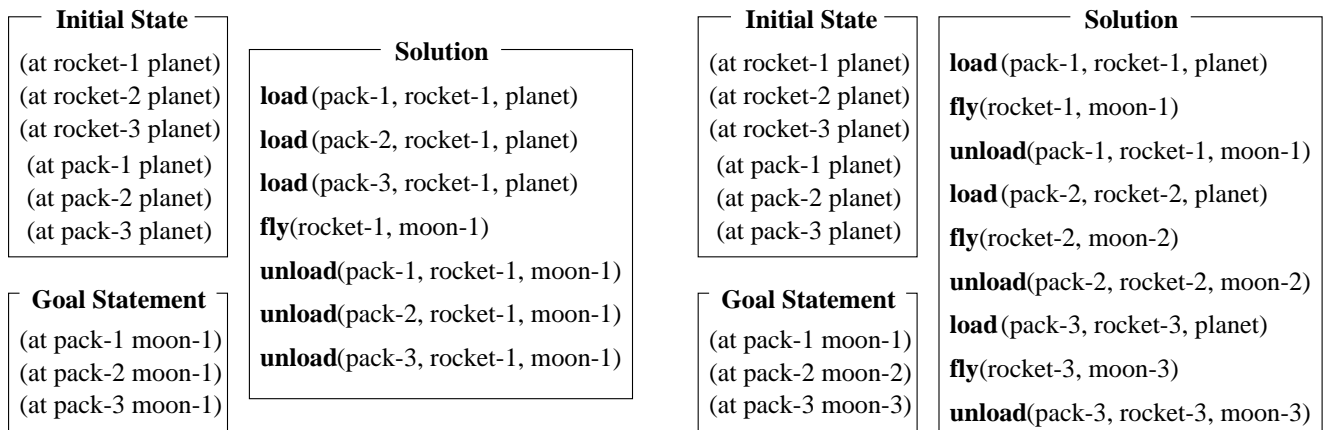 Initial State
(at rocket-1 planet)
(at rocket-2 planet)
(at rocket-3 planet)
(at pack-1 planet)
(at pack-2 planet)
(at pack-3 planet)
Goal Statement
(at pack-1 moon-1)
(at pack-2 moon-1)
(at pack-3 moon-1)
Solution
load (pack-1, rocket-1, planet)
load (pack-2, rocket-1, planet)
load (pack-3, rocket-1, planet)
fly(rocket-1, moon-1)
unload(pack-1, rocket-1, moon-1)
unload(pack-2, rocket-1, moon-1)
unload(pack-3, rocket-1, moon-1)
Initial State
(at rocket-1 planet)
(at rocket-2 planet)
(at rocket-3 planet)
(at pack-1 planet)
(at pack-2 planet)
(at pack-3 planet)
Goal Statement
(at pack-1 moon-1)
(at pack-2 moon-2)
(at pack-3 moon-3)
Solution
load (pack-1, rocket-1, planet)
fly(rocket-1, moon-1)
unload(pack-1, rocket-1, moon-1)
load (pack-2, rocket-2, planet)
fly(rocket-2, moon-2)
unload(pack-2, rocket-2, moon-2)
load (pack-3, rocket-3, planet)
fly(rocket-3, moon-3)
unload(pack-3, rocket-3, moon-3)